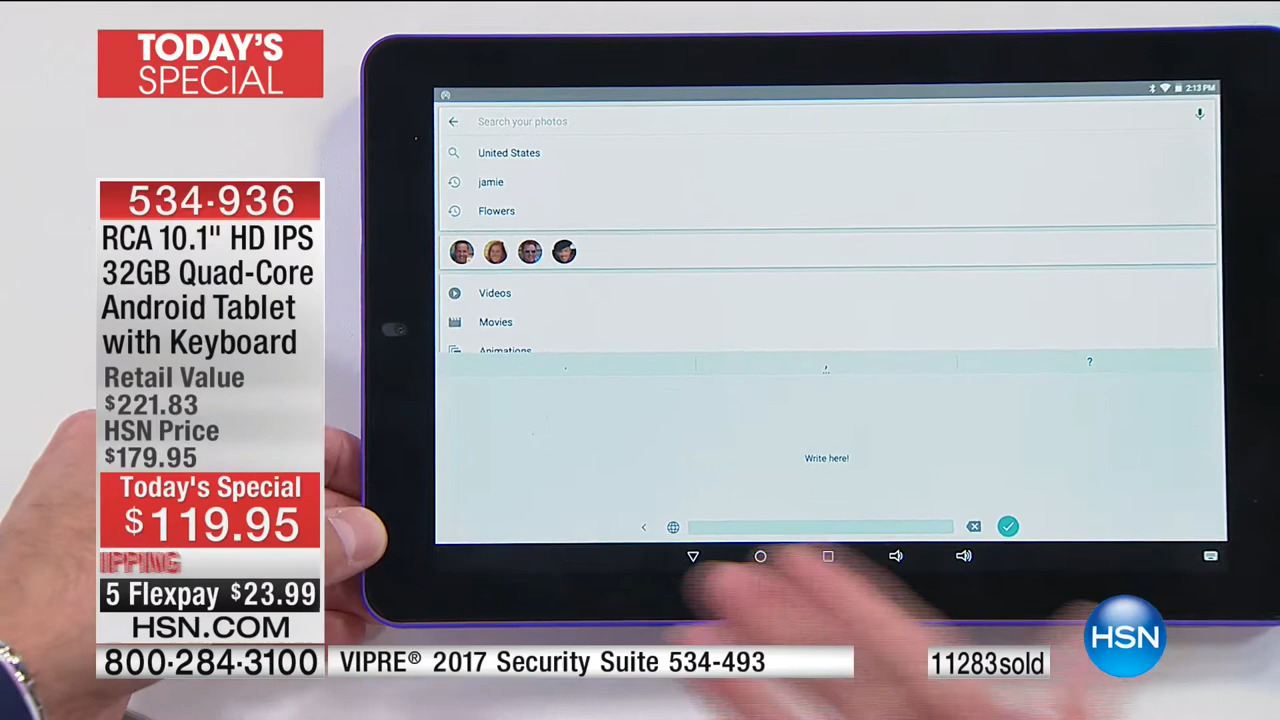 TODAY'S
SPECIAL
534·936
RCA 10.1" HD IPS
32GB Quad-Core
Android Tablet
with Keyboard
Retail Value
$221.83
HSN Price
$179.95
Today's Special
$119.95
IPPING
5 Flexpay $23.99
HSN.COM
800·284·3100
VIPRE® 2017 Security Suite 534-493
11283sold
HSN
2:13 PM
Search your photos
United States
jamie
Flowers
Videos
Movies
Animations
. , ?
Write here!